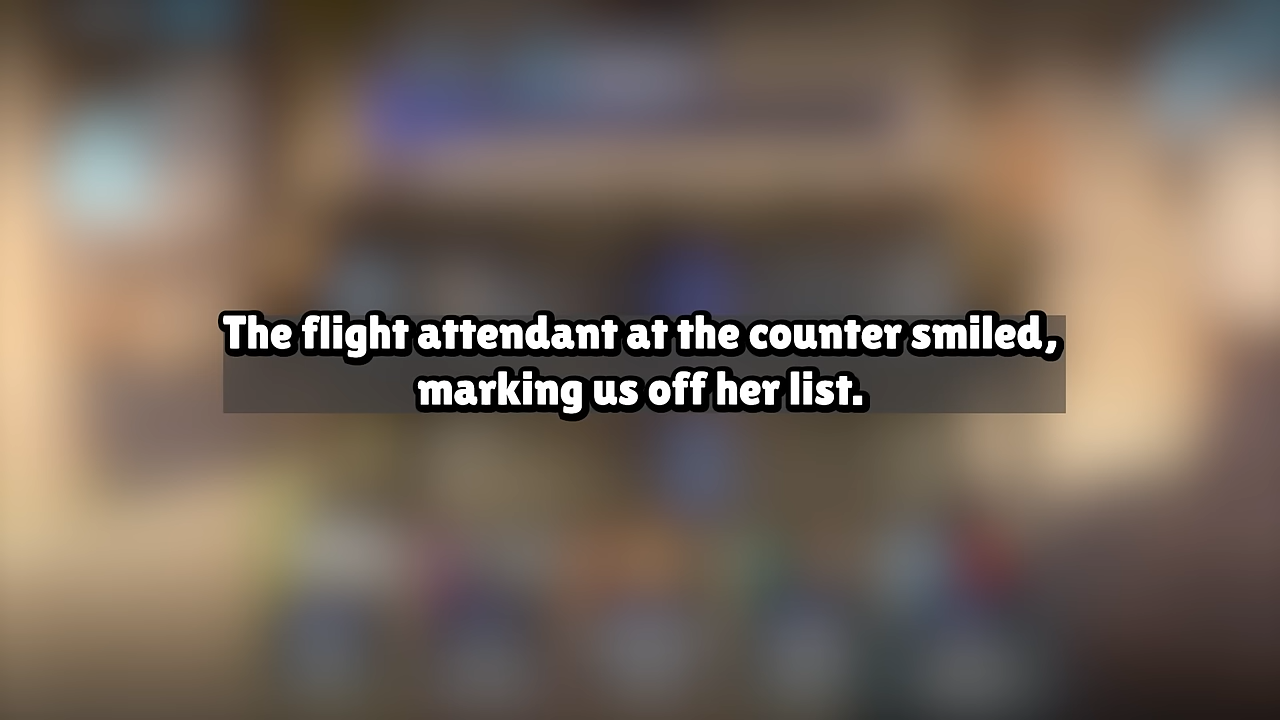 The flight attendant at the counter smiled,
marking us off her list.